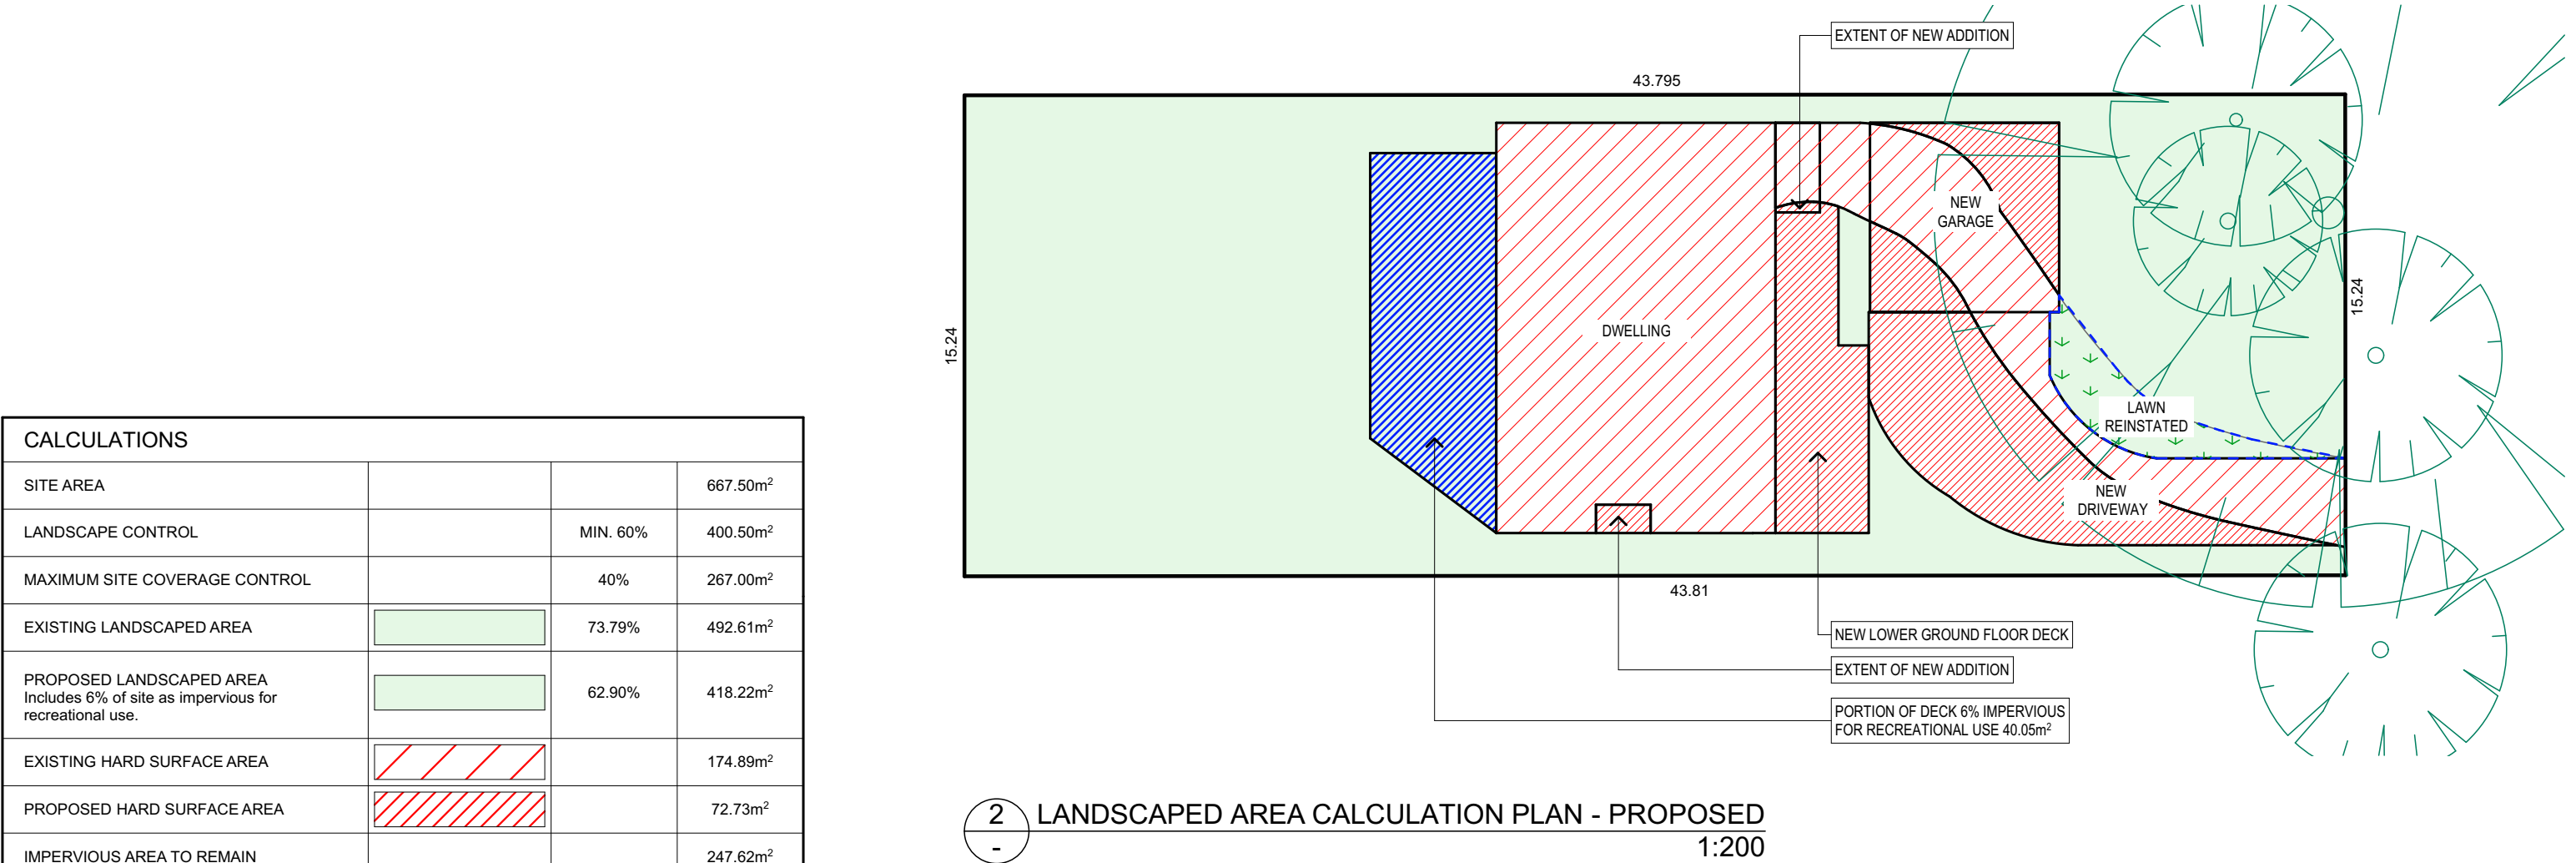 CALCULATIONS
SITE AREA 667.50m²
LANDSCAPE CONTROL MIN. 60% 400.50m²
MAXIMUM SITE COVERAGE CONTROL 40% 267.00m²
EXISTING LANDSCAPED AREA 73.79% 492.61m²
PROPOSED LANDSCAPED AREA
Includes 6% of site as impervious for
recreational use.
62.90% 418.22m²
EXISTING HARD SURFACE AREA 174.89m²
PROPOSED HARD SURFACE AREA 72.73m²
IMPERVIOUS AREA TO REMAIN 247.62m²
EXTENT OF NEW ADDITION
43.795
15.24
DWELLING
NEW
GARAGE
15.24
LAWN
REINSTATED
NEW
DRIVEWAY
43.81
NEW LOWER GROUND FLOOR DECK
EXTENT OF NEW ADDITION
PORTION OF DECK 6% IMPERVIOUS
FOR RECREATIONAL USE 40.05m²
2
-
LANDSCAPED AREA CALCULATION PLAN - PROPOSED
1:200